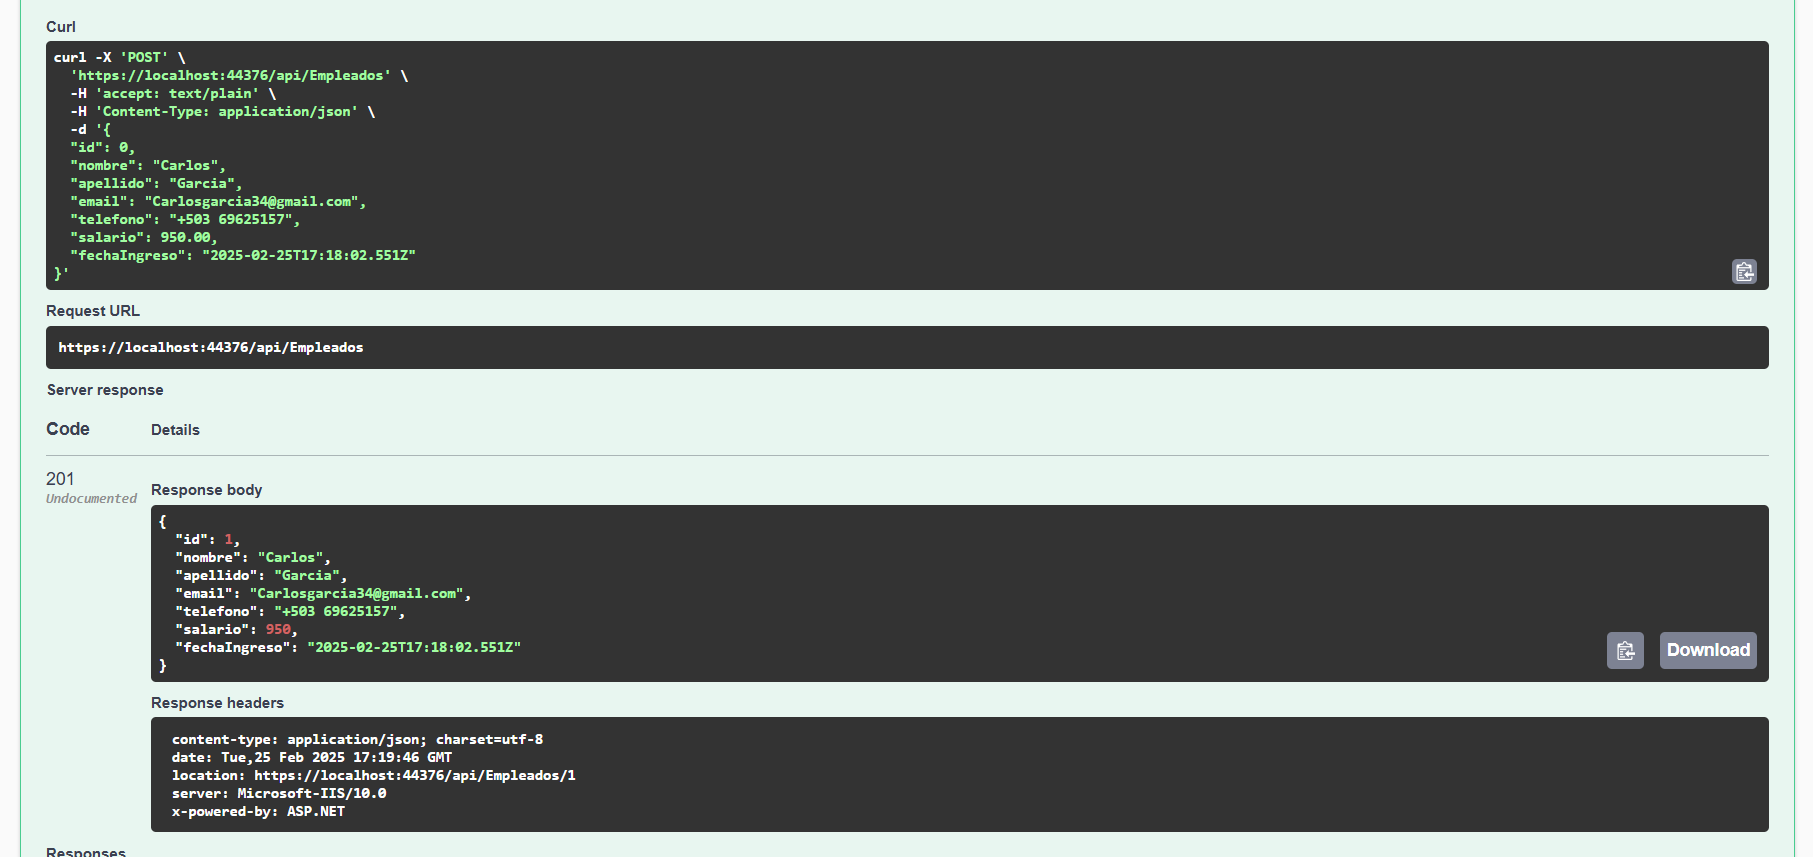 Curl
curl -X 'POST' \
  'https://localhost:44376/api/Empleados' \
  -H 'accept: text/plain' \
  -H 'Content-Type: application/json' \
  -d '{
  "id": 0,
  "nombre": "Carlos",
  "apellido": "Garcia",
  "email": "Carlosgarcia34@gmail.com",
  "telefono": "+503 69625157",
  "salario": 950.00,
  "fechaIngreso": "2025-02-25T17:18:02.551Z"
}'
Request URL
https://localhost:44376/api/Empleados
Server response
Code Details
201
Undocumented
Response body
{
  "id": 1,
  "nombre": "Carlos",
  "apellido": "Garcia",
  "email": "Carlosgarcia34@gmail.com",
  "telefono": "+503 69625157",
  "salario": 950,
  "fechaIngreso": "2025-02-25T17:18:02.551Z"
}
Download
Response headers
content-type: application/json; charset=utf-8
date: Tue,25 Feb 2025 17:19:46 GMT
location: https://localhost:44376/api/Empleados/1
server: Microsoft-IIS/10.0
x-powered-by: ASP.NET
Responses